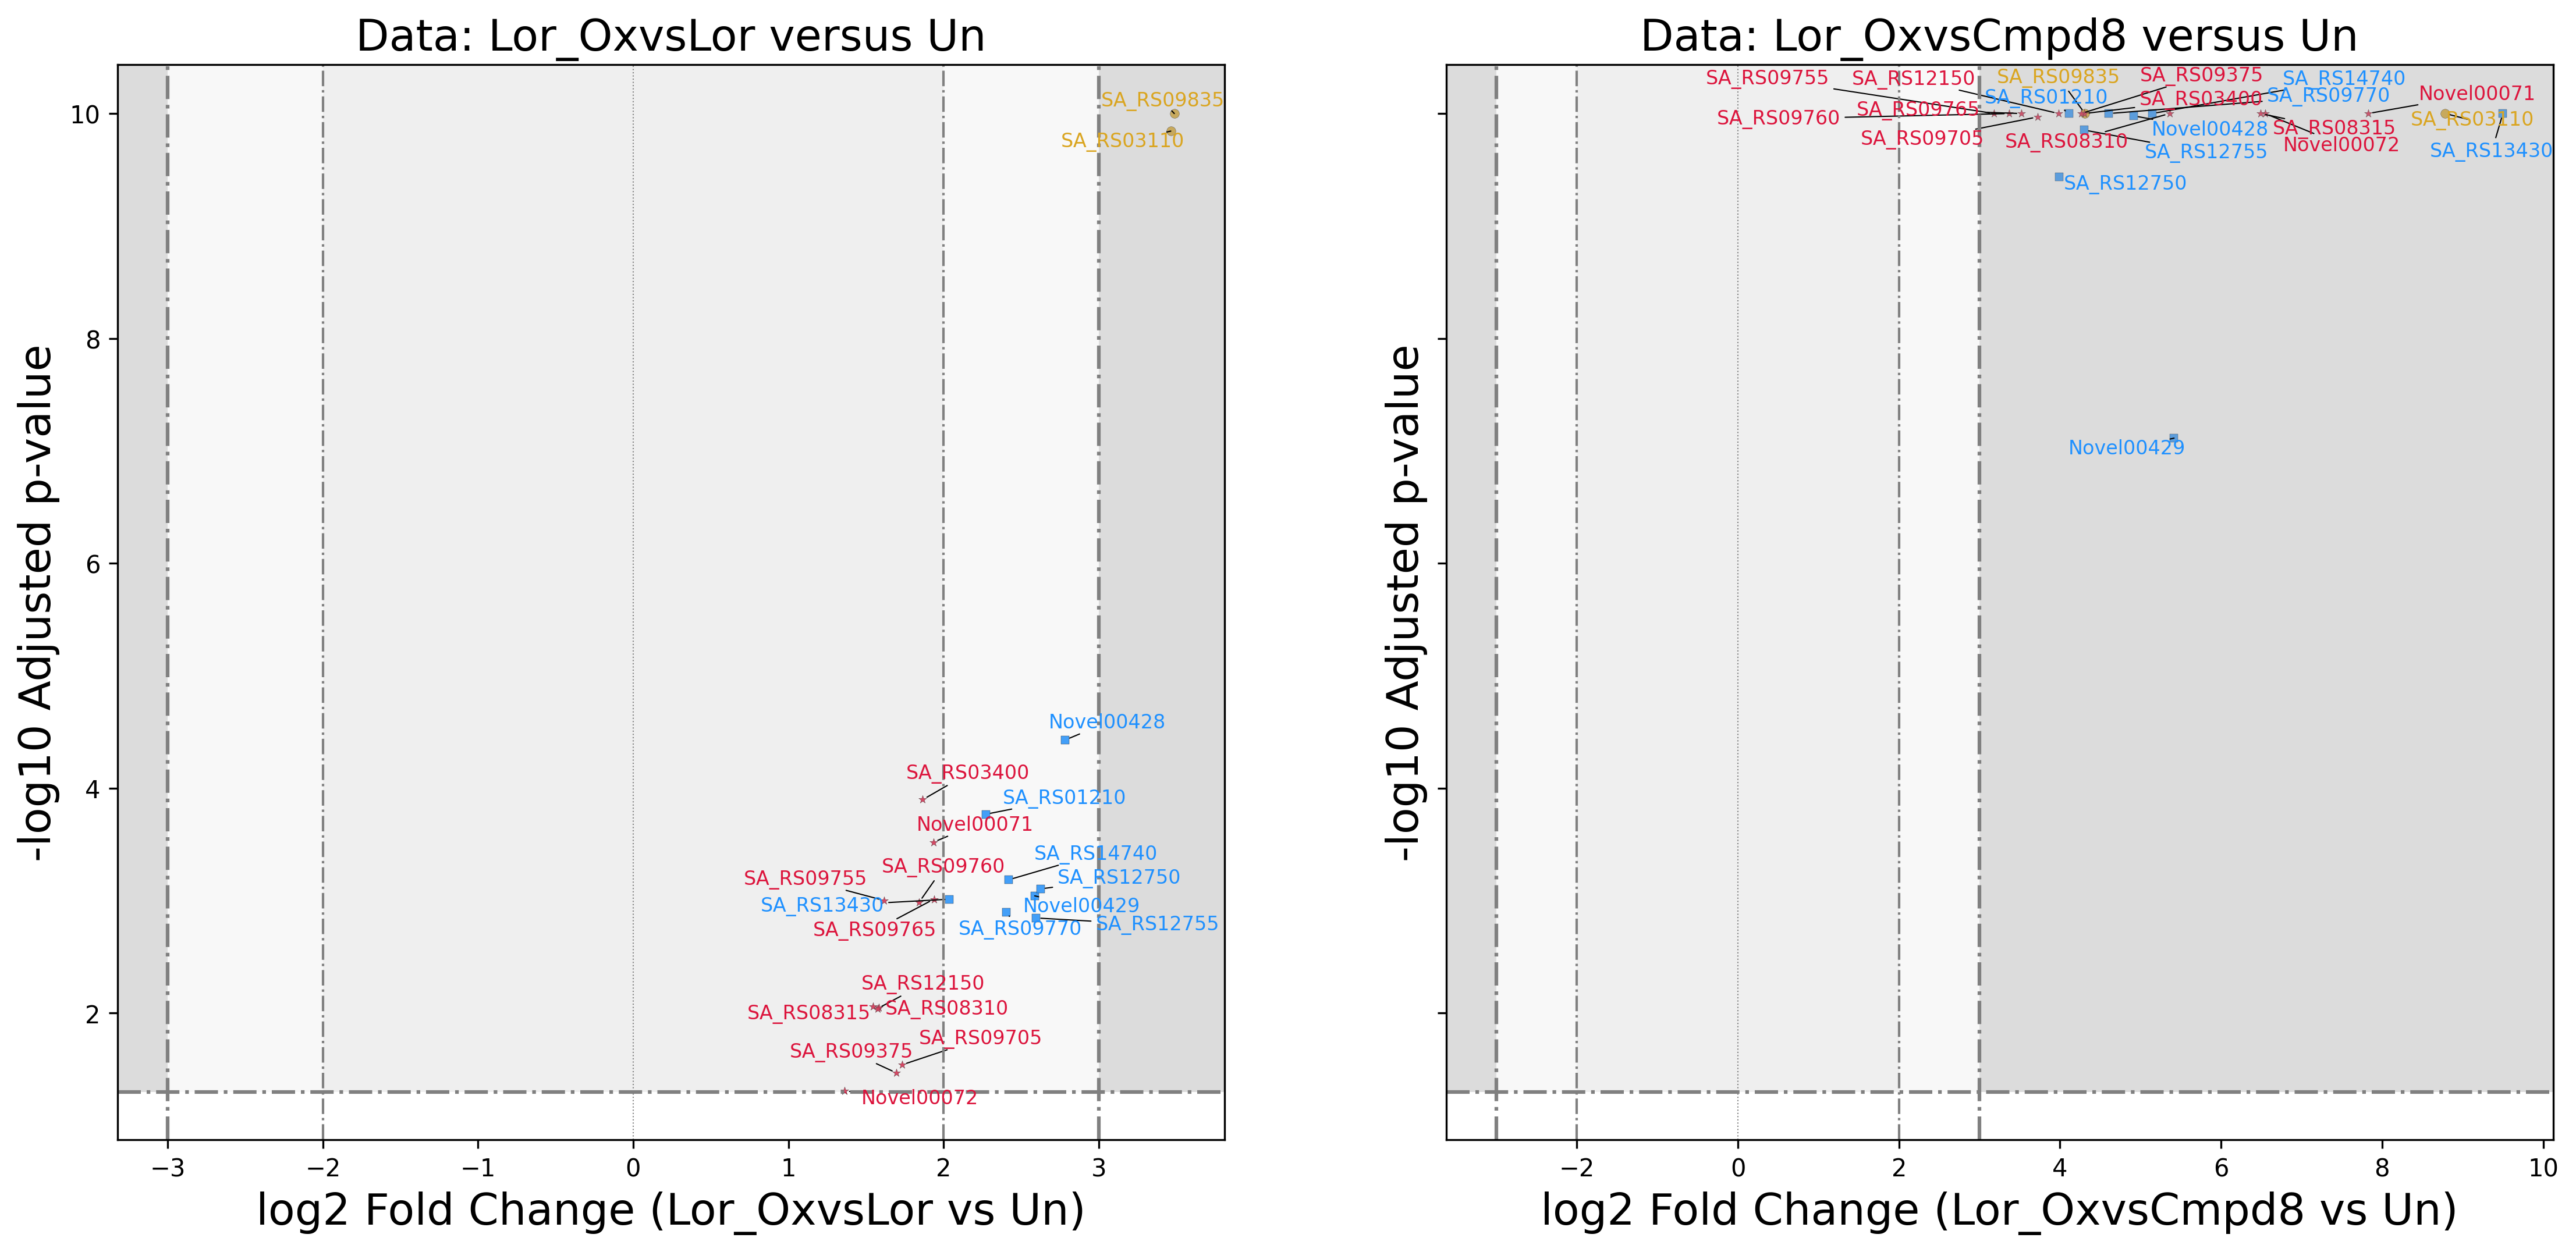 Data: Lor_OxvsLor versus Un
10
8
6
4
2
-log10 Adjusted p-value
SA_RS09835
SA_RS03110
Novel00428
SA_RS03400
SA_RS01210
Novel00071
SA_RS14740
SA_RS09760
SA_RS12750
SA_RS09755
SA_RS13430
Novel00429
SA_RS09765
SA_RS09770
SA_RS12755
SA_RS12150
SA_RS08315
SA_RS08310
SA_RS09705
SA_RS09375
Novel00072
−3
−2
−1
0
1
2
3
log2 Fold Change (Lor_OxvsLor vs Un)
Data: Lor_OxvsCmpd8 versus Un
-log10 Adjusted p-value
SA_RS09755
SA_RS12150
SA_RS09835
SA_RS09375
SA_RS14740
SA_RS01210
SA_RS03400
SA_RS09770
Novel00071
SA_RS09760
SA_RS09765
SA_RS03110
SA_RS09705
SA_RS08310
Novel00428
SA_RS08315
SA_RS12755
Novel00072
SA_RS13430
SA_RS12750
Novel00429
−2
0
2
4
6
8
10
log2 Fold Change (Lor_OxvsCmpd8 vs Un)